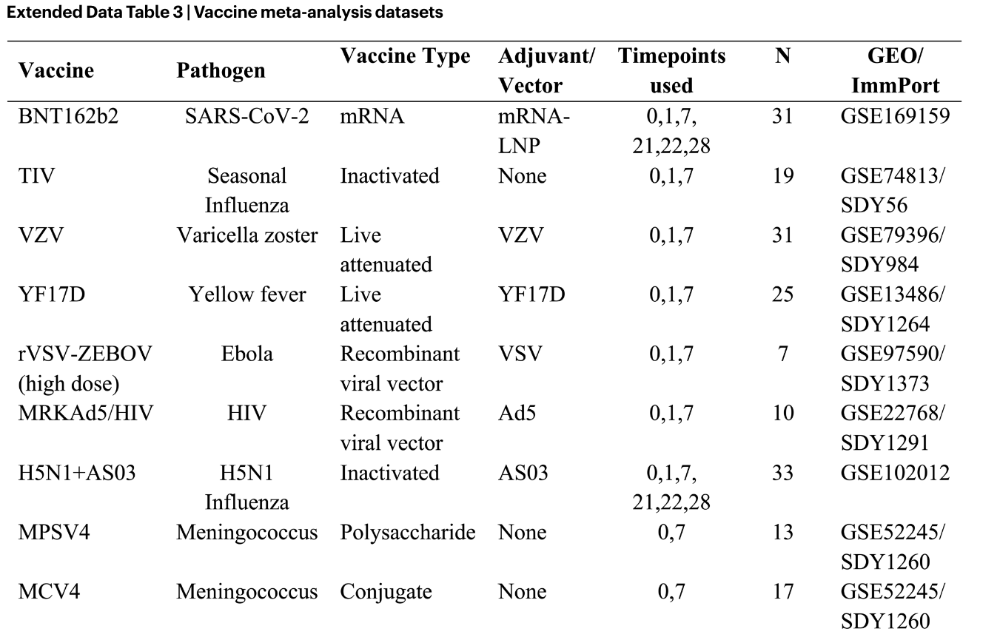 Extended Data Table 3 | Vaccine meta-analysis datasets
Vaccine Pathogen Vaccine Type Adjuvant/ Vector Timepoints used N GEO/ ImmPort
BNT162b2 SARS-CoV-2 mRNA mRNA- 0,1,7, 31 GSE169159
LNP 21,22,28
TIV Seasonal Inactivated None 0,1,7 19 GSE74813/
Influenza SDY56
VZV Varicella zoster Live VZV 0,1,7 31 GSE79396/
attenuated SDY984
YF17D Yellow fever Live YF17D 0,1,7 25 GSE13486/
attenuated SDY1264
rVSV-ZEBOV Ebola Recombinant VSV 0,1,7 7 GSE97590/
(high dose) viral vector SDY1373
MRKAd5/HIV HIV Recombinant Ad5 0,1,7 10 GSE22768/
viral vector SDY1291
H5N1+AS03 H5N1 Inactivated AS03 0,1,7, 33 GSE102012
Influenza 21,22,28
MPSV4 Meningococcus Polysaccharide None 0,7 13 GSE52245/
SDY1260
MCV4 Meningococcus Conjugate None 0,7 17 GSE52245/
SDY1260